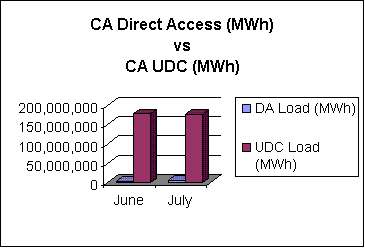 CA Direct Access (MWh)
vs
CA UDC (MWh)
200,000,000
150,000,000
100,000,000
50,000,000
0
June July
DA Load (MWh)
UDC Load
(MWh)